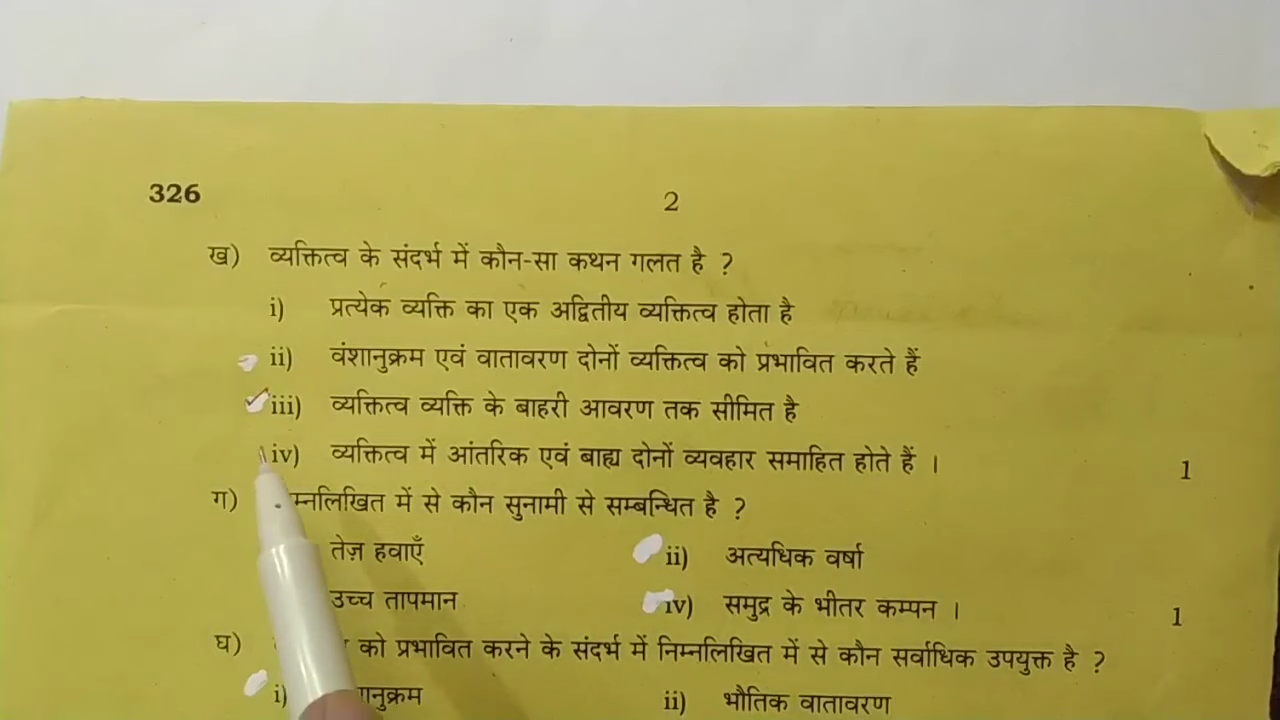 326
2
ख) व्यक्तित्व के संदर्भ में कौन-सा कथन गलत है ?
i) प्रत्येक व्यक्ति का एक अद्वितीय व्यक्तित्व होता है
ii) वंशानुक्रम एवं वातावरण दोनों व्यक्तित्व को प्रभावित करते हैं
iii) व्यक्तित्व व्यक्ति के बाहरी आवरण तक सीमित है
iv) व्यक्तित्व में आंतरिक एवं बाह्य दोनों व्यवहार समाहित होते हैं । 1
ग) म्नलिखित में से कौन सुनामी से सम्बन्धित है ?
तेज़ हवाएँ ii) अत्यधिक वर्षा
उच्च तापमान iv) समुद्र के भीतर कम्पन । 1
घ) को प्रभावित करने के संदर्भ में निम्नलिखित में से कौन सर्वाधिक उपयुक्त है ?
i) नुक्रम ii) भौतिक वातावरण